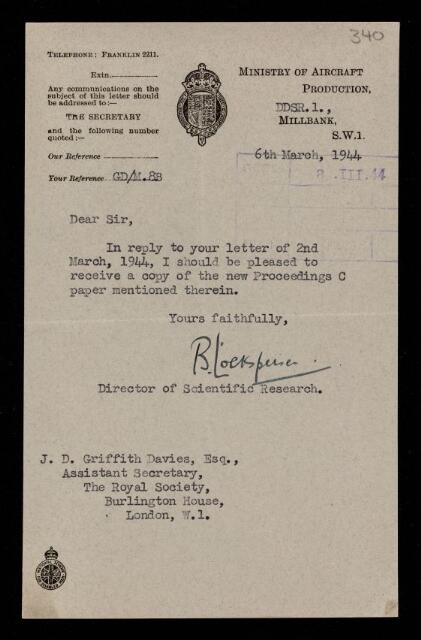 340
TELEPHONE: FRANKLIN 2211.
Extn.
Any communications on the
subject of this letter should
be addressed to:—
THE SECRETARY
and the following number
quoted:—
Our Reference
Your Reference GD/M.8B
MINISTRY OF AIRCRAFT
PRODUCTION,
DDSR.1.,
MILLBANK,
S.W.1.
6th March, 1944
8 .III.44
Dear Sir,
In reply to your letter of 2nd
March, 1944, I should be pleased to
receive a copy of the new Proceedings C
paper mentioned therein.
Yours faithfully,
B. Lockspeiser.
Director of Scientific Research.
J. D. Griffith Davies, Esq.,
Assistant Secretary,
The Royal Society,
Burlington House,
London, W.1.